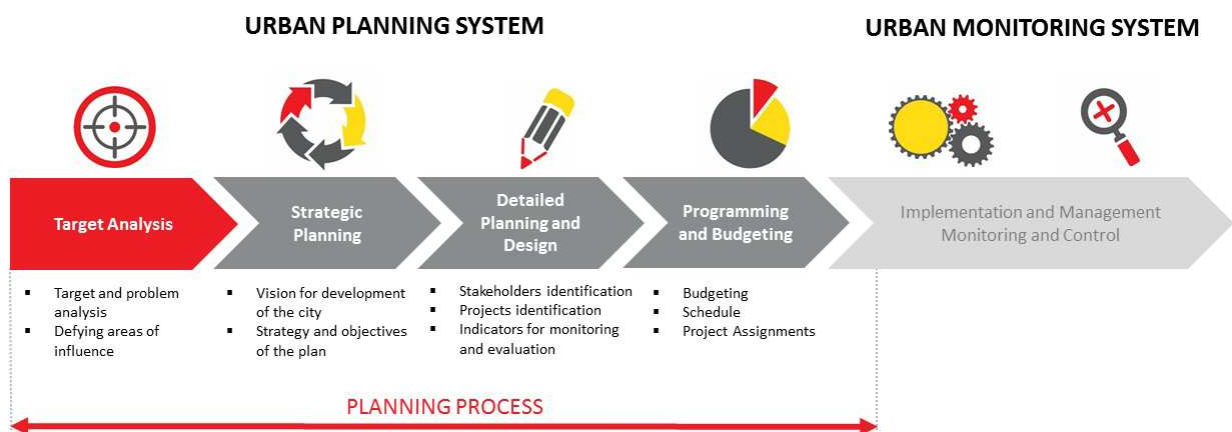 URBAN PLANNING SYSTEM
URBAN MONITORING SYSTEM
Target Analysis
Strategic
Planning
Detailed
Planning and
Design
Programming
and Budgeting
Implementation and Management
Monitoring and Control
▪ Target and problem
analysis
▪ Defying areas of
influence
▪ Vision for development
of the city
▪ Strategy and objectives
of the plan
▪ Stakeholders identification
▪ Projects identification
▪ Indicators for monitoring
and evaluation
▪ Budgeting
▪ Schedule
▪ Project Assignments
PLANNING PROCESS